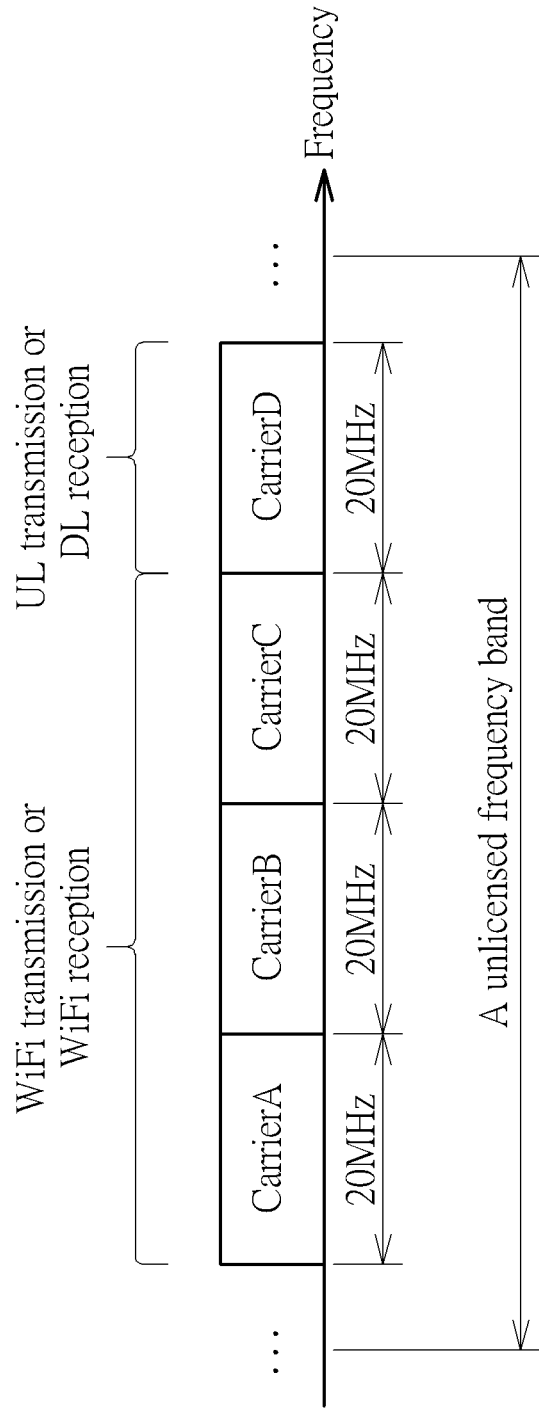 WiFi transmission or
WiFi reception
UL transmission or
DL reception
... CarrierA CarrierB CarrierC CarrierD ...
Frequency
20MHz 20MHz 20MHz 20MHz
A unlicensed frequency band